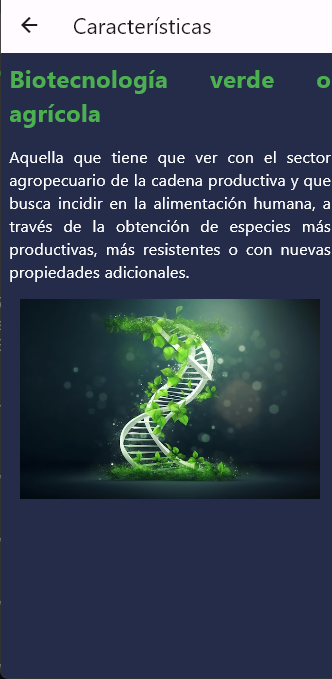 Características
Biotecnología verde o
agrícola
Aquella que tiene que ver con el sector
agropecuario de la cadena productiva y que
busca incidir en la alimentación humana, a
través de la obtención de especies más
productivas, más resistentes o con nuevas
propiedades adicionales.